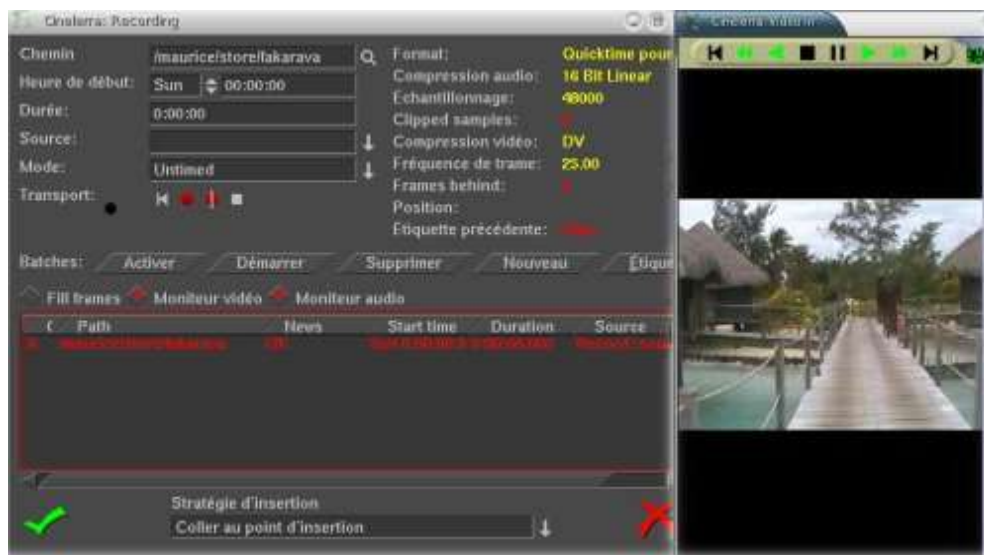 Cinelerra: Recording
Chemin /maurice/store/fakarava
Heure de début: Sun 00:00:00
Durée: 0:00:00
Source:
Mode: Untimed
Transport:
Format: Quicktime pour
Compression audio: 16 Bit Linear
Echantillonnage: 48000
Clipped samples:
Compression vidéo: DV
Fréquence de trame: 25.00
Frames behind:
Position:
Etiquette précédente:
Batches: Activer Démarrer Supprimer Nouveau Étique
Fill frames Moniteur vidéo Moniteur audio
Path News Start time Duration Source
Stratégie d'insertion
Coller au point d'insertion
Cinelerra: Video in